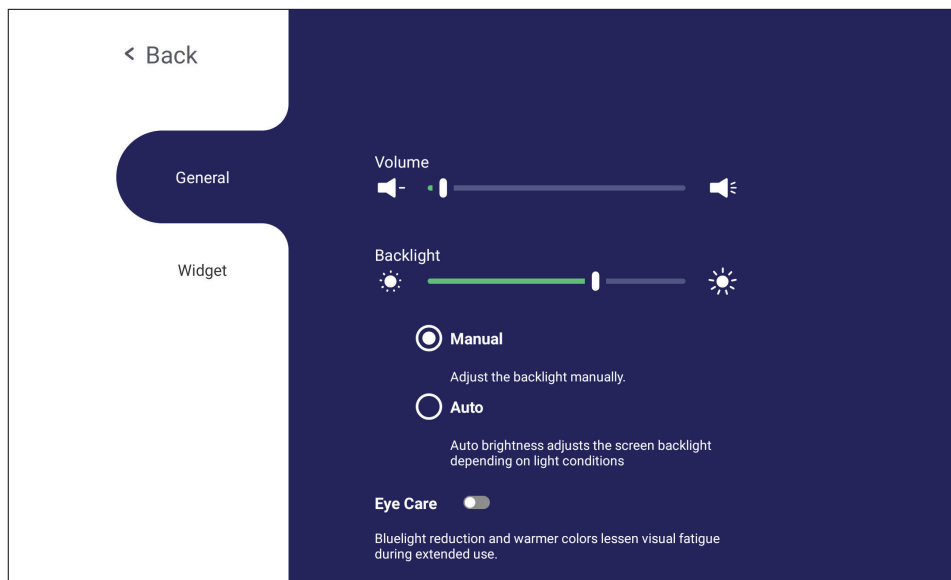 Back
General
Widget
Volume
Backlight
Manual
Adjust the backlight manually.
Auto
Auto brightness adjusts the screen backlight
depending on light conditions
Eye Care
Bluelight reduction and warmer colors lessen visual fatigue
during extended use.